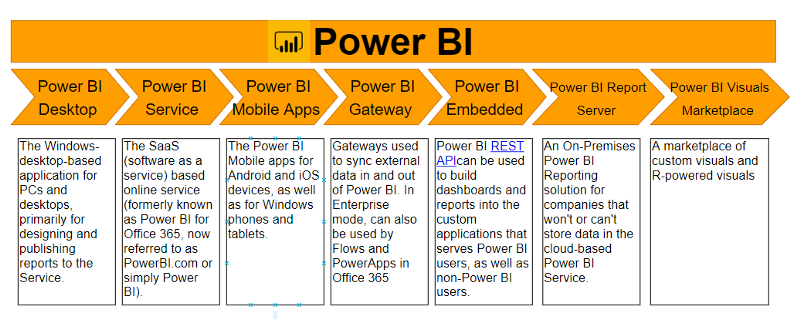 Power BI
Power BI
Desktop
Power BI
Service
Power BI
Mobile Apps
Power BI
Gateway
Power BI
Embedded
Power BI Report
Server
Power BI Visuals
Marketplace
The Windows-
desktop-based
application for
PCs and
desktops,
primarily for
designing and
publishing
reports to the
Service.
The SaaS
(software as a
service) based
online service
(formerly known
as Power BI for
Office 365, now
referred to as
PowerBI.com or
simply Power
BI).
The Power BI
Mobile apps for
Android and iOS
devices, as well
as for Windows
phones and
tablets.
Gateways used
to sync external
data in and out
of Power BI. In
Enterprise
mode, can also
be used by
Flows and
PowerApps in
Office 365
Power BI REST
APIcan be used
to build
dashboards and
reports into the
custom
applications that
serves Power BI
users, as well as
non-Power BI
users.
An On-Premises
Power BI
Reporting
solution for
companies that
won't or can't
store data in the
cloud-based
Power BI
Service.
A marketplace of
custom visuals and
R-powered visuals